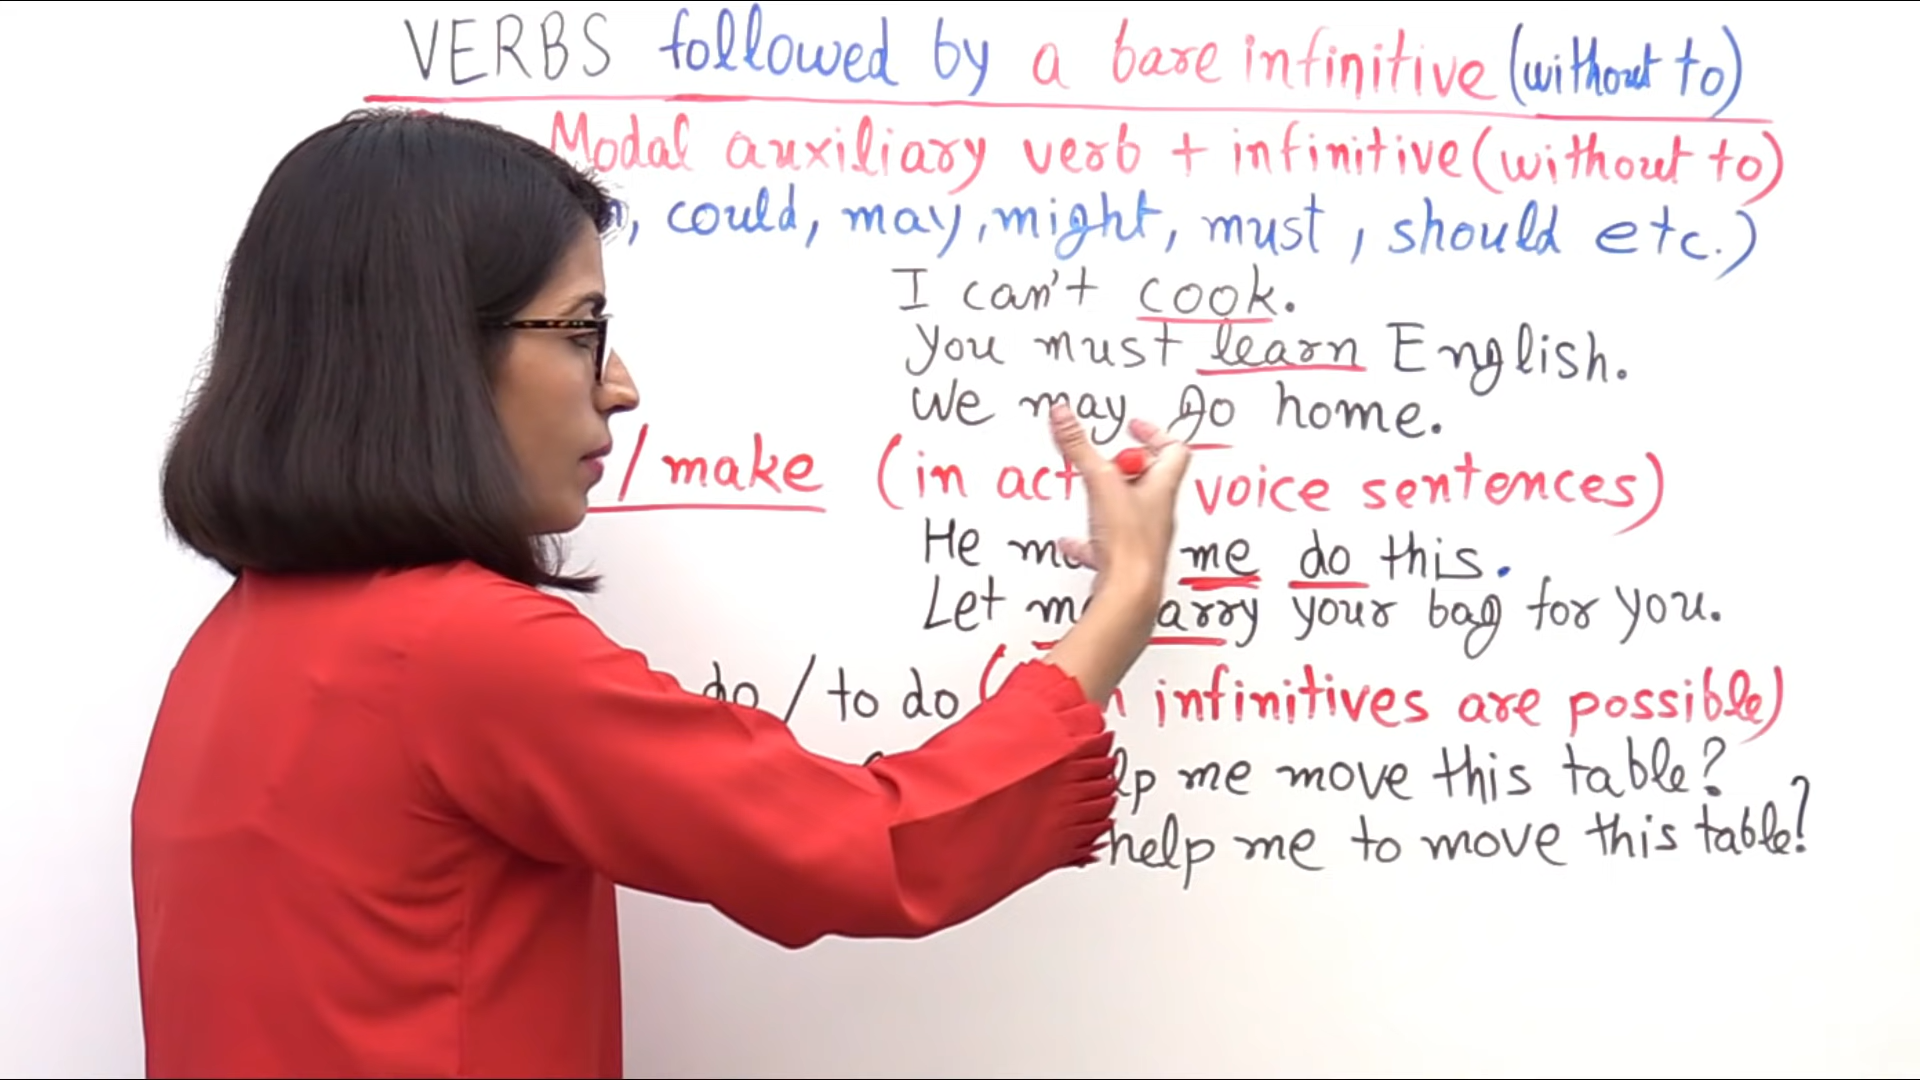 VERBS followed by a bare infinitive (without to)
Modal auxiliary verb + infinitive (without to)
, could, may, might, must, should etc.)
I can't cook.
You must learn English.
We may go home.
/ make (in voice sentences)
He me do this.
Let your bag for you.
do / to do ( infinitives are possible)
me move this table?
help me to move this table?